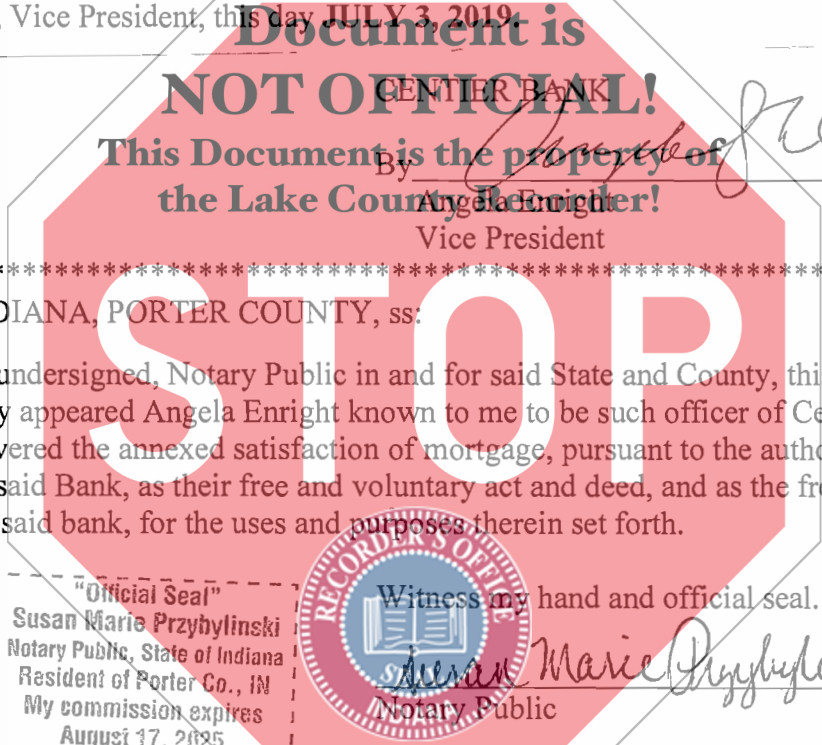 , Vice President, this day JULY 3, 2019.
Document is
NOT OFFICIAL!
CENTIER BANK
This Document is the property of
By
the Lake County Recorder!
Angela Enright
Vice President
DIANA, PORTER COUNTY, ss:
STOP
undersigned, Notary Public in and for said State and County, thi
y appeared Angela Enright known to me to be such officer of Ce
vered the annexed satisfaction of mortgage, pursuant to the autho
said Bank, as their free and voluntary act and deed, and as the fre
said bank, for the uses and purposes therein set forth.
RECORDER'S OFFICE
"Official Seal"
Susan Marie Przybylinski
Notary Public, State of Indiana
Resident of Porter Co., IN
My commission expires
August 17, 2025
Witness my hand and official seal.
Susan Marie
Notary Public
INDIANA